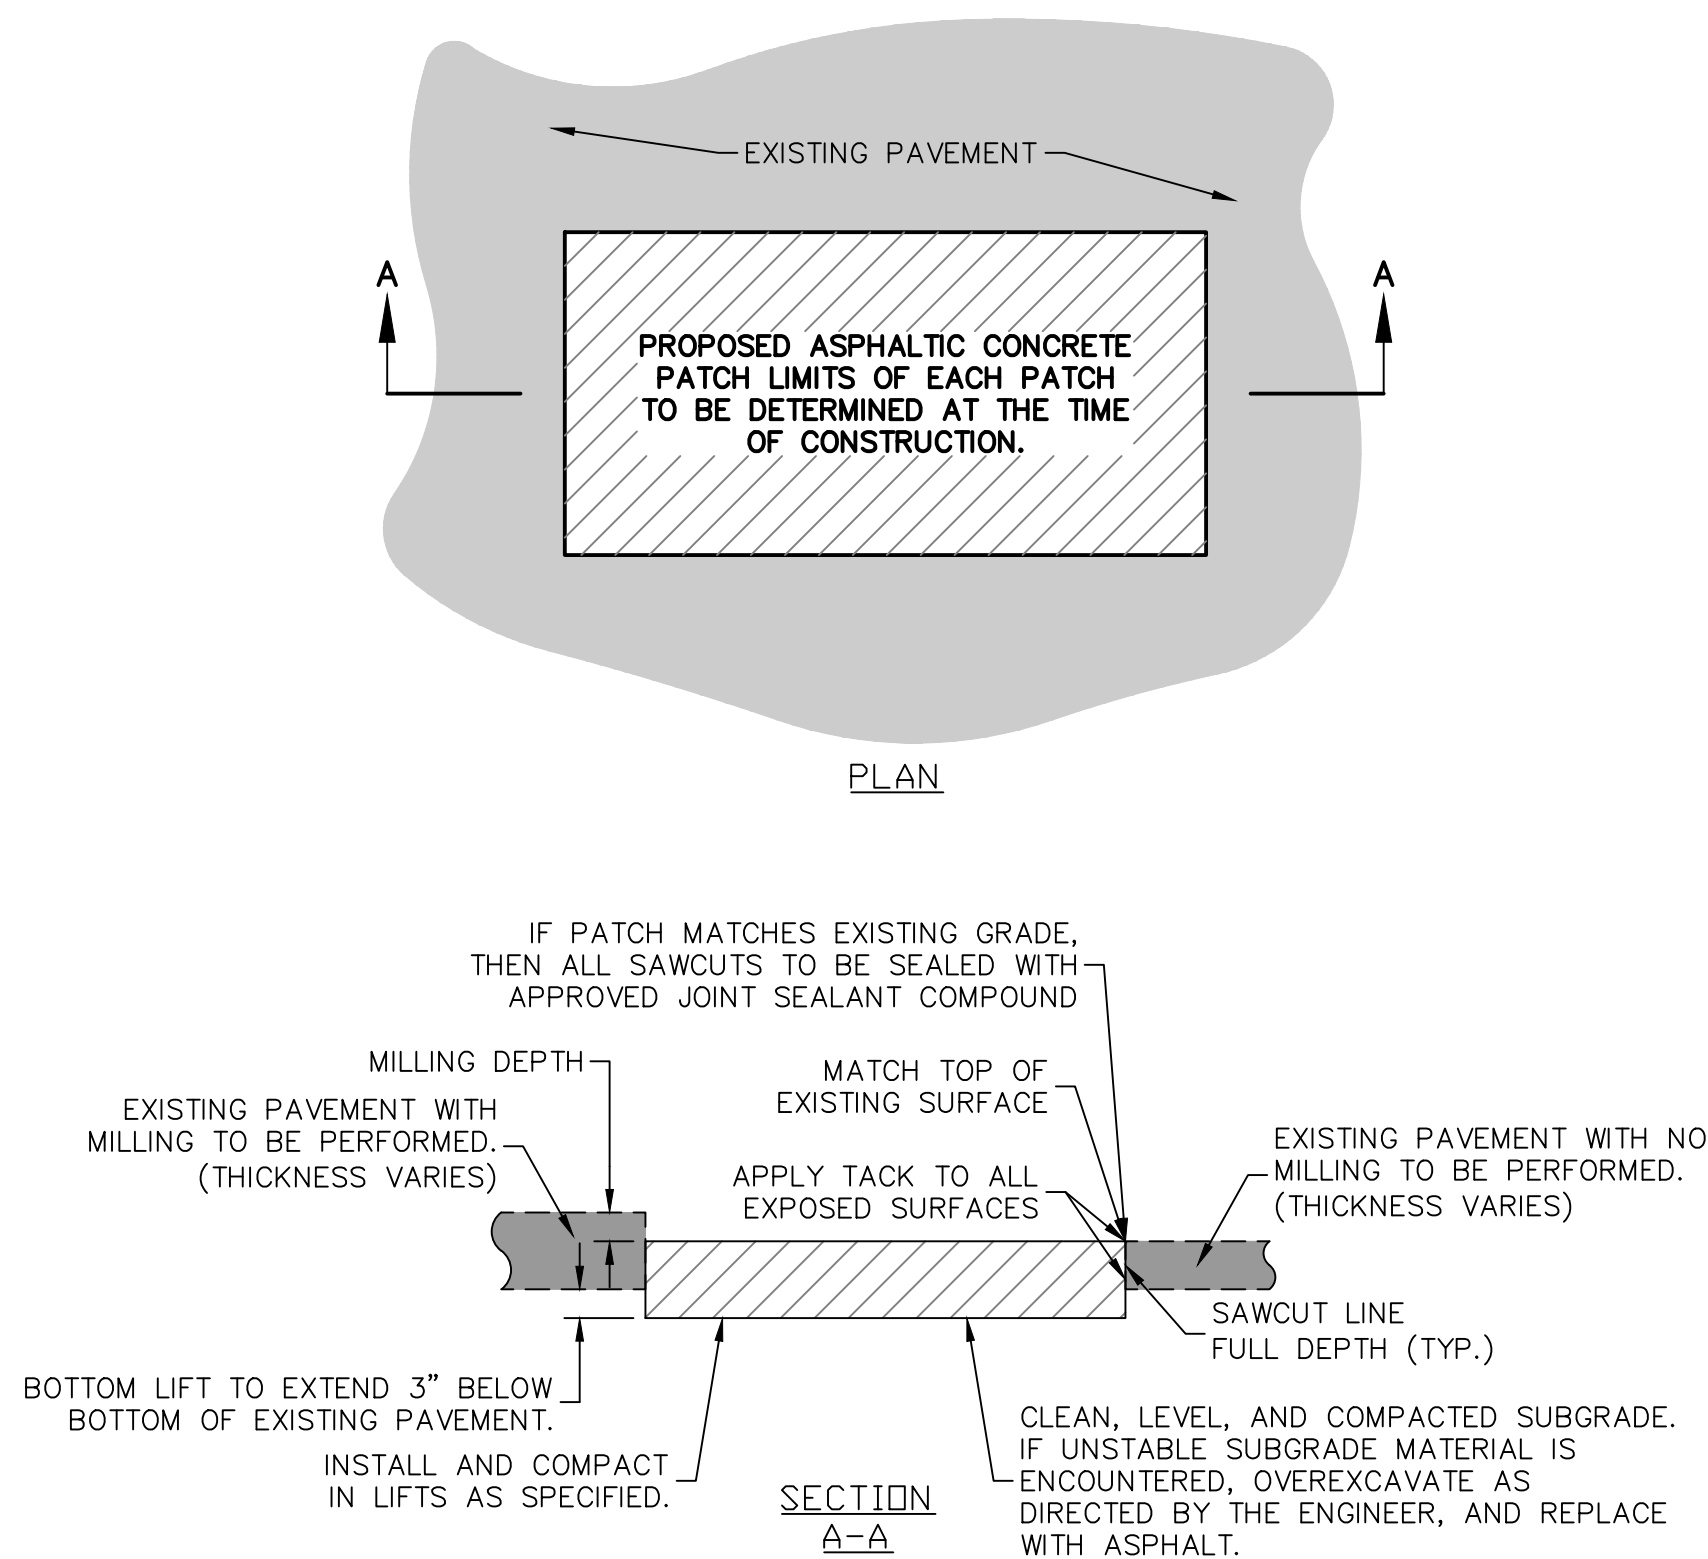 EXISTING PAVEMENT
A
A
PROPOSED ASPHALTIC CONCRETE
PATCH LIMITS OF EACH PATCH
TO BE DETERMINED AT THE TIME
OF CONSTRUCTION.
PLAN
IF PATCH MATCHES EXISTING GRADE,
THEN ALL SAWCUTS TO BE SEALED WITH
APPROVED JOINT SEALANT COMPOUND
MILLING DEPTH
EXISTING PAVEMENT WITH
MILLING TO BE PERFORMED.
(THICKNESS VARIES)
MATCH TOP OF
EXISTING SURFACE
APPLY TACK TO ALL
EXPOSED SURFACES
EXISTING PAVEMENT WITH NO
MILLING TO BE PERFORMED.
(THICKNESS VARIES)
SAWCUT LINE
FULL DEPTH (TYP.)
BOTTOM LIFT TO EXTEND 3” BELOW
BOTTOM OF EXISTING PAVEMENT.
INSTALL AND COMPACT
IN LIFTS AS SPECIFIED.
CLEAN, LEVEL, AND COMPACTED SUBGRADE.
IF UNSTABLE SUBGRADE MATERIAL IS
ENCOUNTERED, OVEREXCAVATE AS
DIRECTED BY THE ENGINEER, AND REPLACE
WITH ASPHALT.
SECTION
A-A